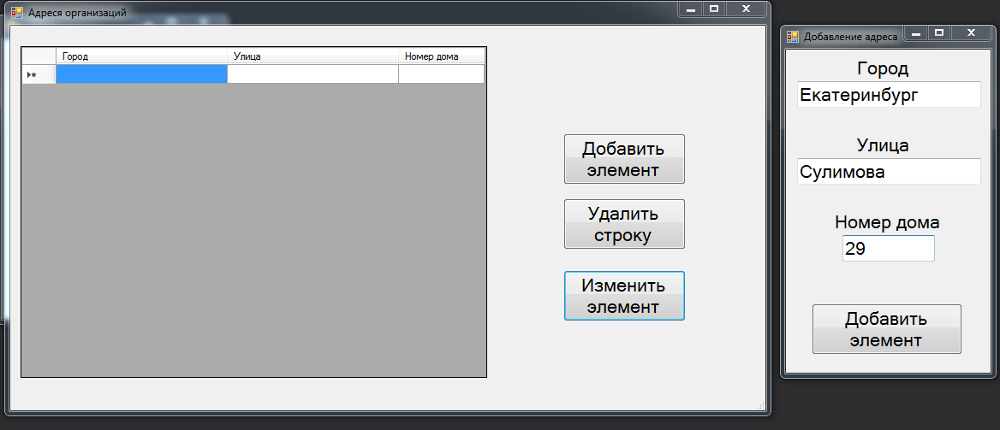 Адреся организаций
Город Улица Номер дома
Добавить
элемент
Удалить
строку
Изменить
элемент
Добавление адреса
Город
Екатеринбург
Улица
Сулимова
Номер дома
29
Добавить
элемент